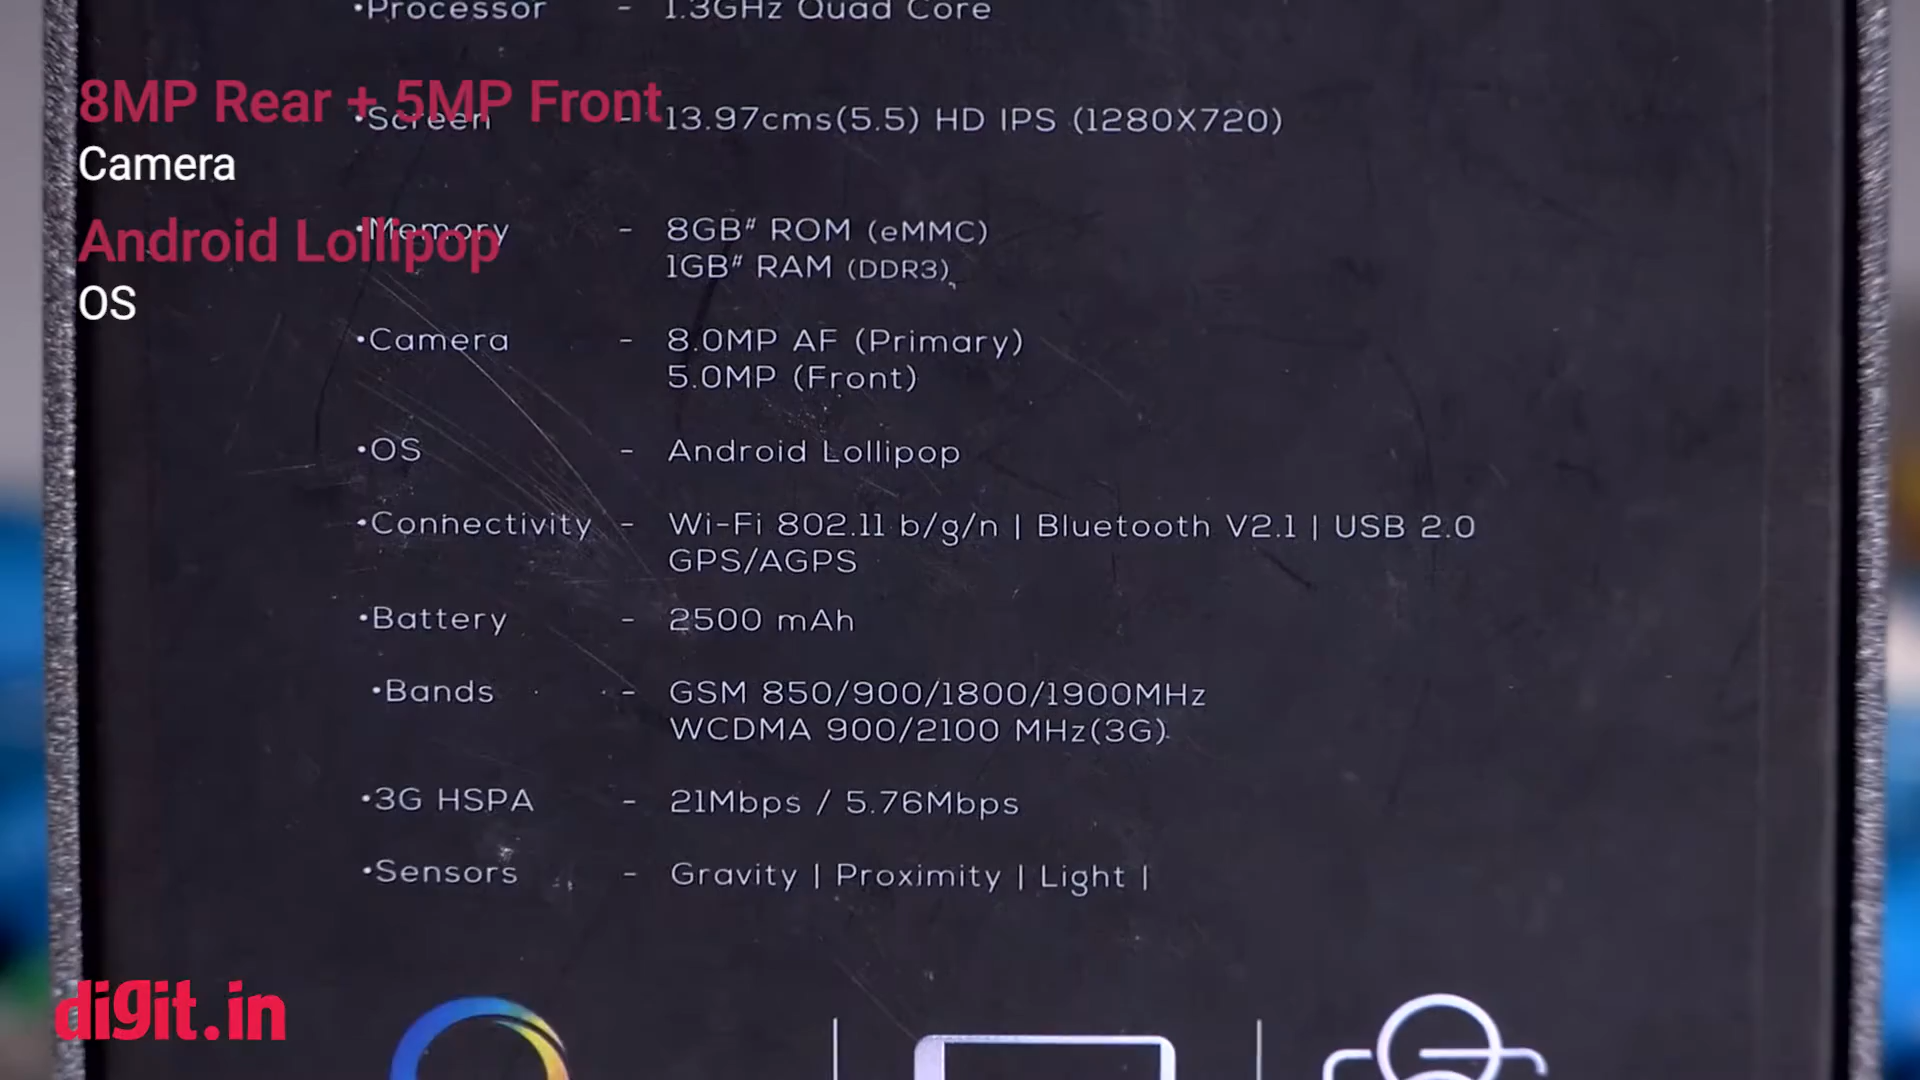 •Processor - 1.3GHz Quad Core
8MP Rear + 5MP Front
Camera
•Screen - 13.97cms(5.5) HD IPS (1280X720)
Android Lollipop
OS
•Memory - 8GB# ROM (eMMC)
1GB# RAM (DDR3)
•Camera - 8.0MP AF (Primary)
5.0MP (Front)
•OS - Android Lollipop
•Connectivity - Wi-Fi 802.11 b/g/n | Bluetooth V2.1 | USB 2.0
GPS/AGPS
•Battery - 2500 mAh
•Bands - GSM 850/900/1800/1900MHz
WCDMA 900/2100 MHz(3G)
•3G HSPA - 21Mbps / 5.76Mbps
•Sensors - Gravity | Proximity | Light |
digit.in